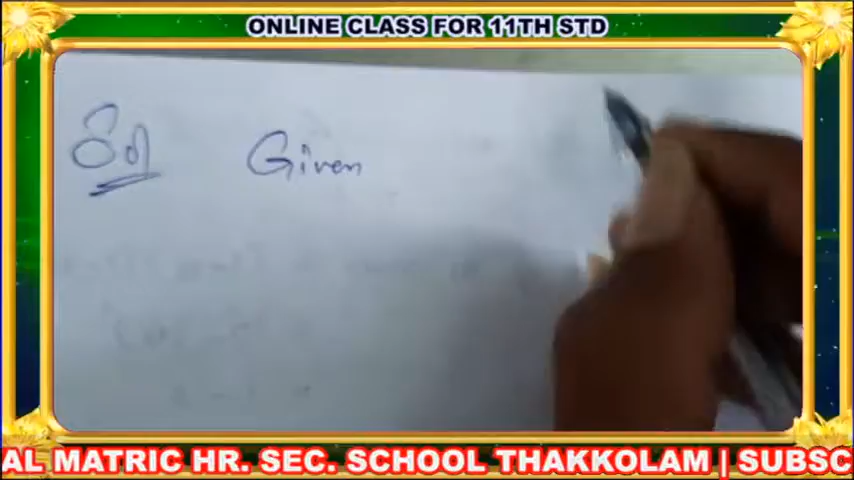 ONLINE CLASS FOR 11TH STD
Sol Given
AL MATRIC HR. SEC. SCHOOL THAKKOLAM | SUBSC